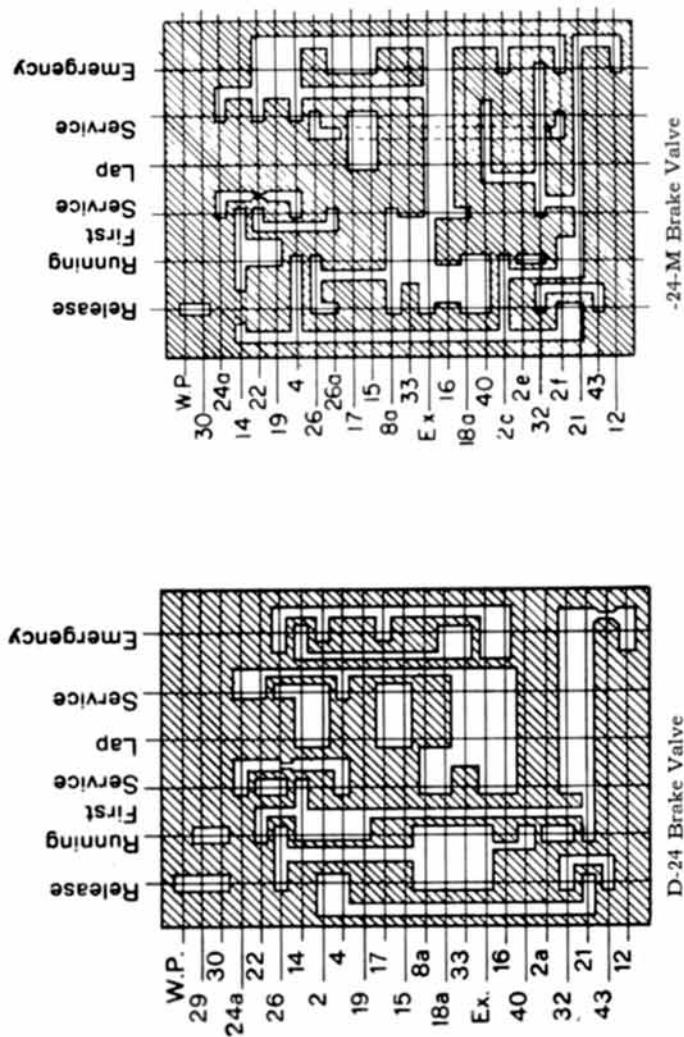 Release
Running
First
Service
Lap
Service
Emergency
W.P.
29
30
24a
22
26
14
2
4
19
17
15
8a
18a
33
Ex.
16
40
2a
32
21
43
12
D-24 Brake Valve
Release
Running
First
Service
Lap
Service
Emergency
W.P
30
24a
22
14
19
4
26
26a
17
15
8a
33
Ex
16
18a
40
2c
2e
32
2f
21
43
12
-24-M Brake Valve